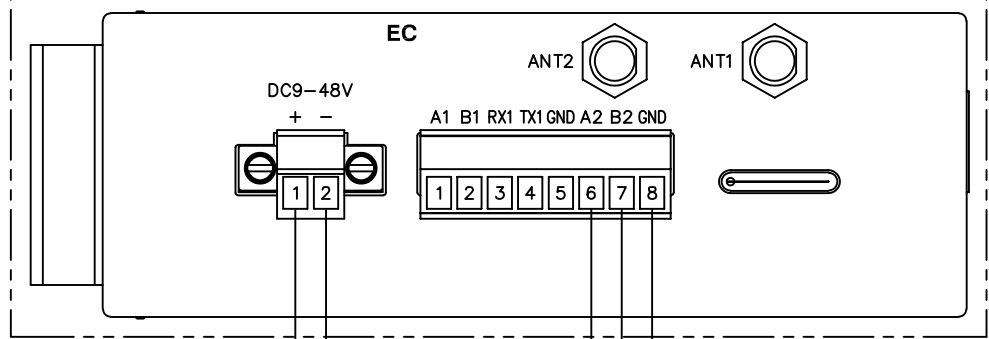 EC
ANT2 ANT1
DC9-48V
+ -
A1 B1 RX1 TX1 GND A2 B2 GND
1 2
1 2 3 4 5 6 7 8